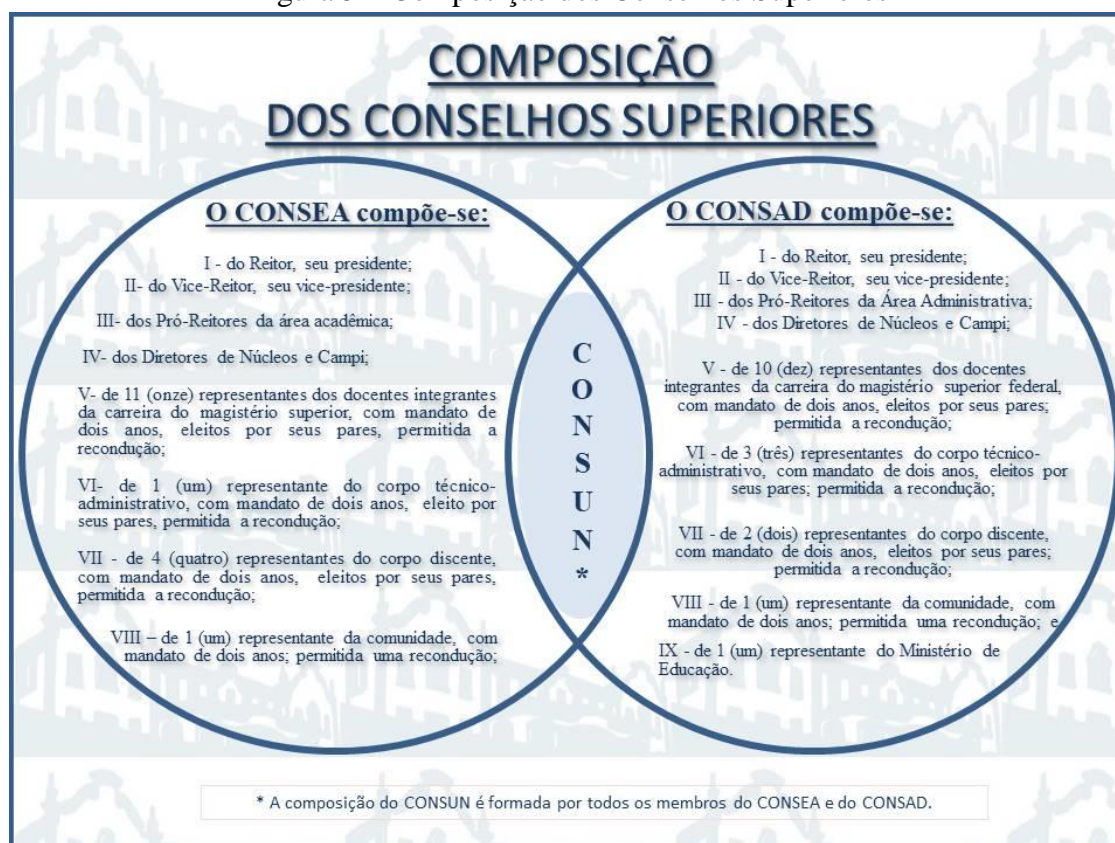 COMPOSIÇÃO
DOS CONSELHOS SUPERIORES
O CONSEA compõe-se:
I - do Reitor, seu presidente;
II- do Vice-Reitor, seu vice-presidente;
III- dos Pró-Reitores da área acadêmica;
IV- dos Diretores de Núcleos e Campi;
V- de 11 (onze) representantes dos docentes integrantes
da carreira do magistério superior, com mandato de
dois anos, eleitos por seus pares, permitida a
recondução;
VI- de 1 (um) representante do corpo técnico-
administrativo, com mandato de dois anos, eleito por
seus pares, permitida a recondução;
VII - de 4 (quatro) representantes do corpo discente,
com mandato de dois anos, eleitos por seus pares,
permitida a recondução;
VIII – de 1 (um) representante da comunidade, com
mandato de dois anos; permitida uma recondução;
C
O
N
S
U
N
*
O CONSAD compõe-se:
I - do Reitor, seu presidente;
II - do Vice-Reitor, seu vice-presidente;
III - dos Pró-Reitores da Área Administrativa;
IV - dos Diretores de Núcleos e Campi;
V - de 10 (dez) representantes dos docentes
integrantes da carreira do magistério superior federal,
com mandato de dois anos, eleitos por seus pares;
permitida a recondução;
VI - de 3 (três) representantes do corpo técnico-
administrativo, com mandato de dois anos, eleitos por
seus pares; permitida a recondução;
VII - de 2 (dois) representantes do corpo discente,
com mandato de dois anos, eleitos por seus pares;
permitida a recondução;
VIII - de 1 (um) representante da comunidade, com
mandato de dois anos; permitida uma recondução; e
IX - de 1 (um) representante do Ministério de
Educação.
* A composição do CONSUN é formada por todos os membros do CONSEA e do CONSAD.